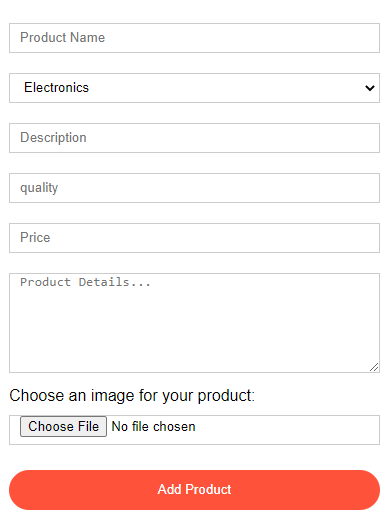 Product Name
Electronics
Description
quality
Price
Product Details...
Choose an image for your product:
Choose File No file chosen
Add Product